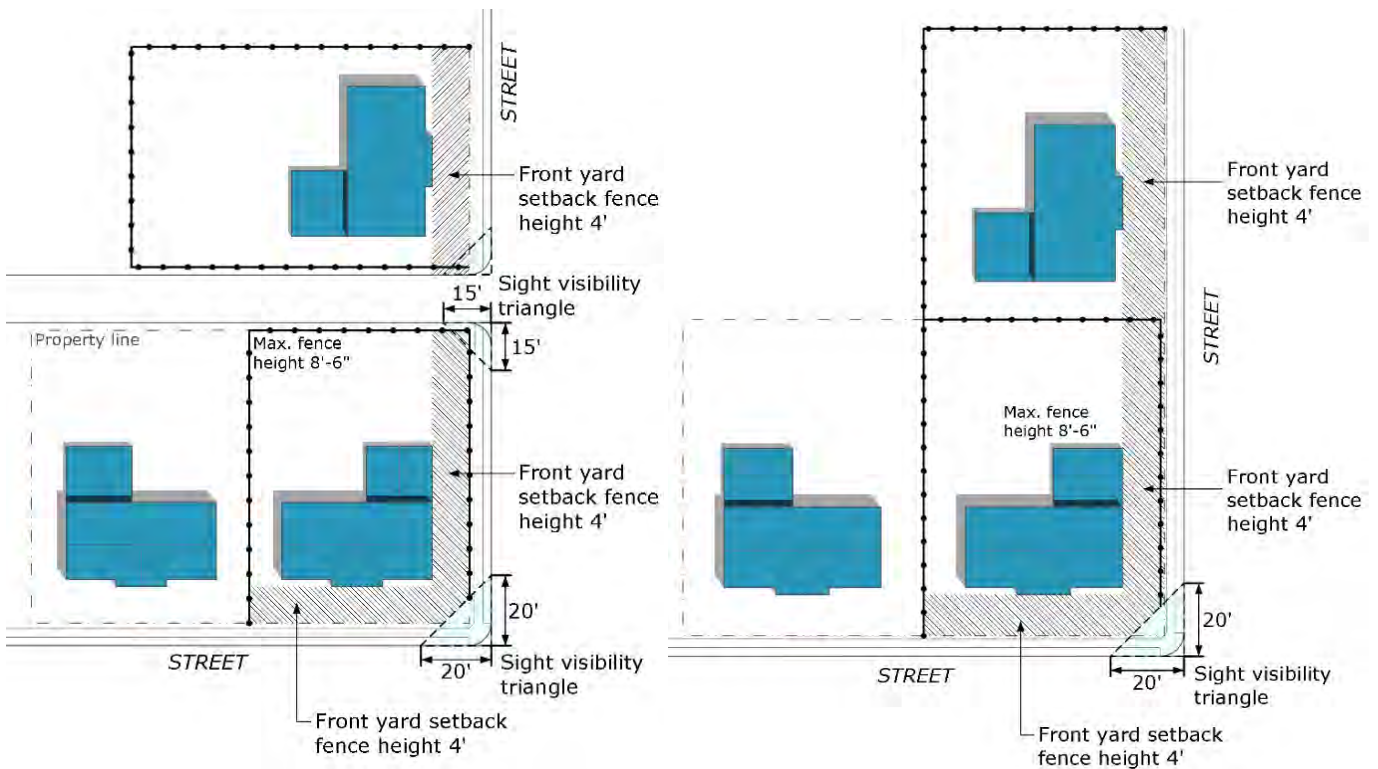 STREET
Front yard
setback fence
height 4'
Sight visibility
triangle
15'
15'
Property line
Max. fence
height 8'-6"
Front yard
setback fence
height 4'
20'
20'
Sight visibility
triangle
STREET
Front yard setback
fence height 4'
Front yard
setback fence
height 4'
STREET
Max. fence
height 8'-6"
Front yard
setback fence
height 4'
20'
20'
Sight visibility
triangle
STREET
Front yard setback
fence height 4'